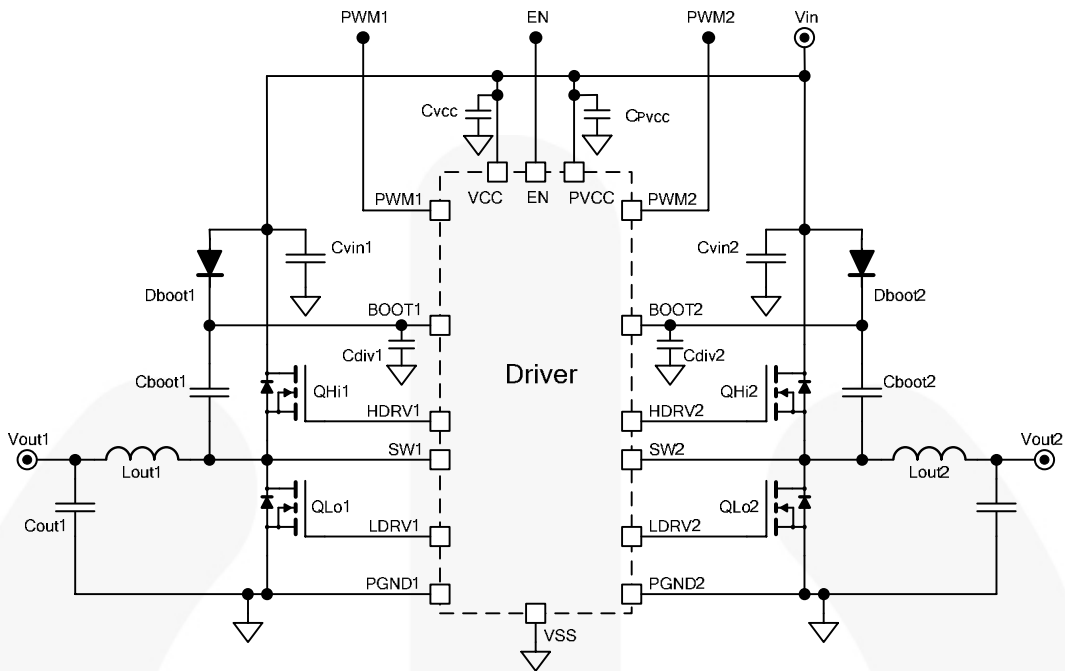 PWM1
EN
PWM2
Vin
Cvcc
CPvcc
VCC
EN
PVCC
PWM1
PWM2
Cvin1
Cvin2
Dboot1
Dboot2
BOOT1
BOOT2
Cdiv1
Cdiv2
Driver
Cboot1
QHi1
QHi2
Cboot2
HDRV1
HDRV2
Vout1
Lout1
SW1
SW2
Lout2
Vout2
Cout1
QLo1
QLo2
LDRV1
LDRV2
PGND1
PGND2
VSS